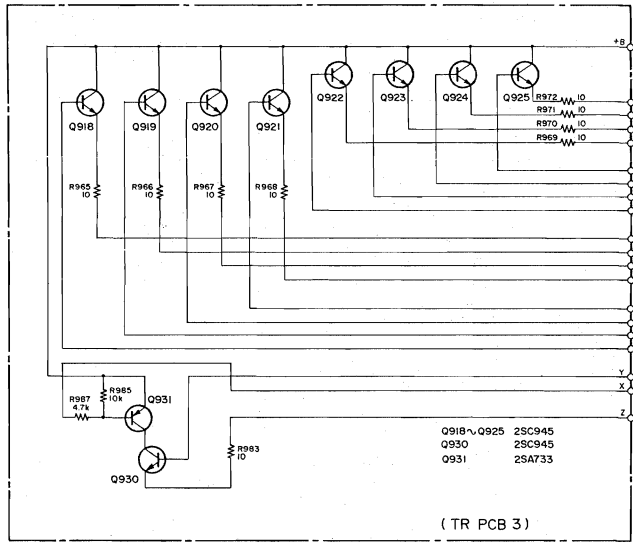 +B
Q918
Q919
Q920
Q921
Q922
Q923
Q924
Q925
R972 10
R971 10
R970 10
R969 10
R965
10
R966
10
R967
10
R968
10
Y
X
Z
R987
4.7k
R985
10k
Q931
Q930
R983
10
Q918~Q925 2SC945
Q930 2SC945
Q931 2SA733
(TR PCB 3)